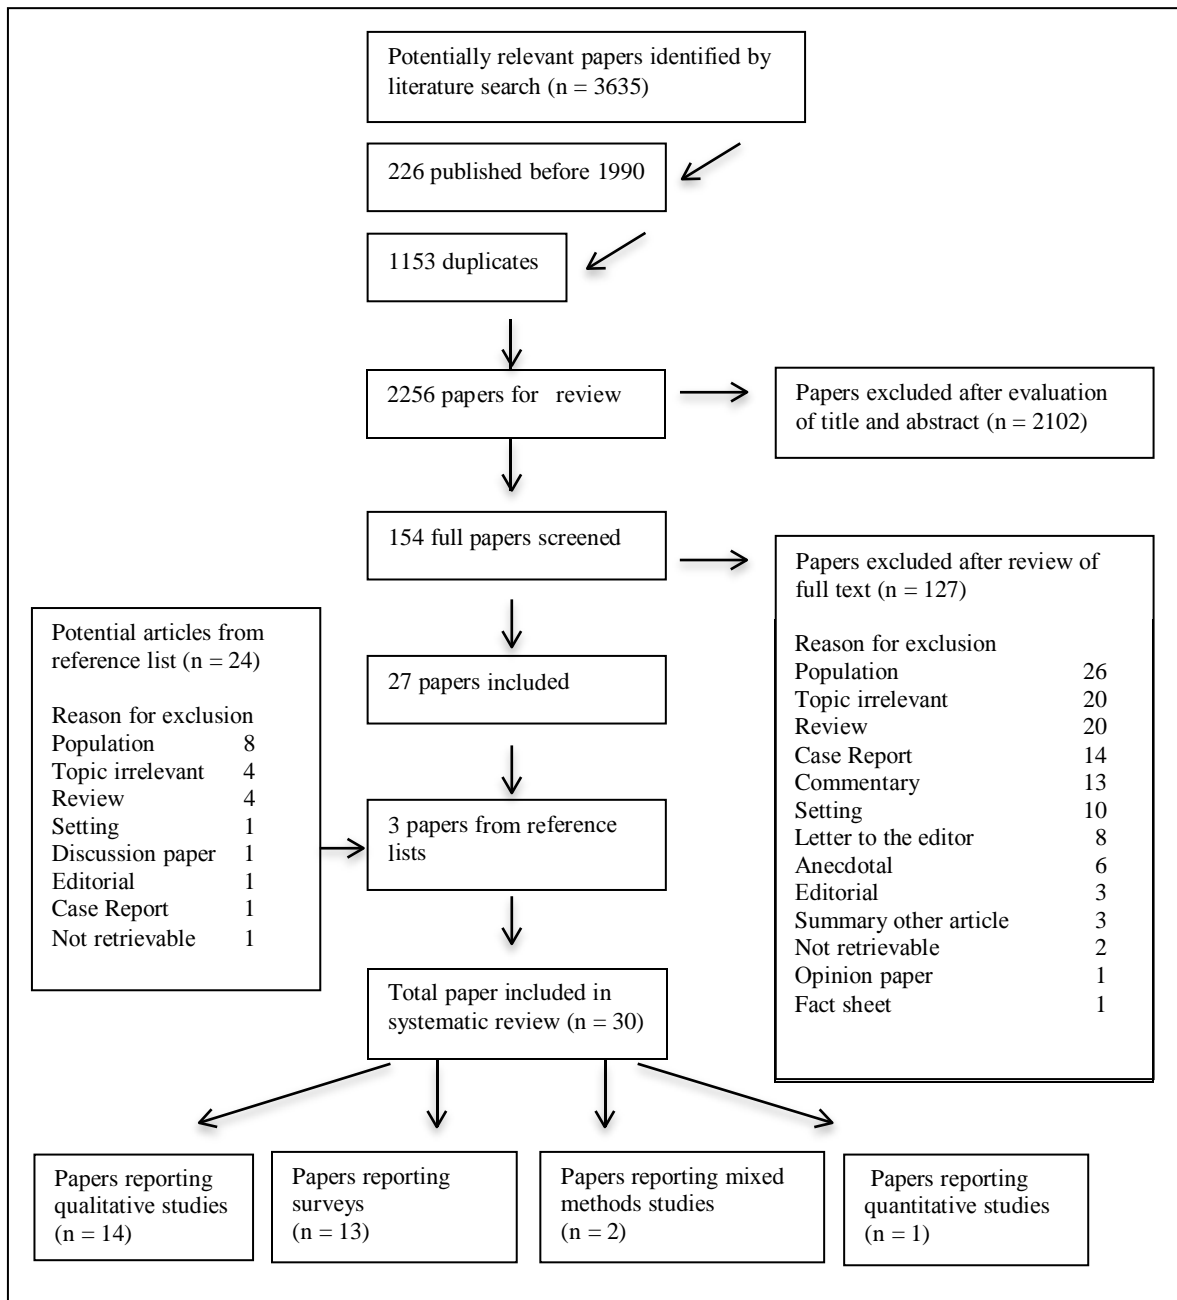 Potentially relevant papers identified by
literature search (n = 3635)
226 published before 1990
1153 duplicates
2256 papers for review
Papers excluded after evaluation
of title and abstract (n = 2102)
154 full papers screened
Papers excluded after review of
full text (n = 127)
Reason for exclusion
Population 26
Topic irrelevant 20
Review 20
Case Report 14
Commentary 13
Setting 10
Letter to the editor 8
Anecdotal 6
Editorial 3
Summary other article 3
Not retrievable 2
Opinion paper 1
Fact sheet 1
Potential articles from
reference list (n = 24)
Reason for exclusion
Population 8
Topic irrelevant 4
Review 4
Setting 1
Discussion paper 1
Editorial 1
Case Report 1
Not retrievable 1
27 papers included
3 papers from reference
lists
Total paper included in
systematic review (n = 30)
Papers reporting
qualitative studies
(n = 14)
Papers reporting
surveys
(n = 13)
Papers reporting mixed
methods studies
(n = 2)
Papers reporting
quantitative studies
(n = 1)